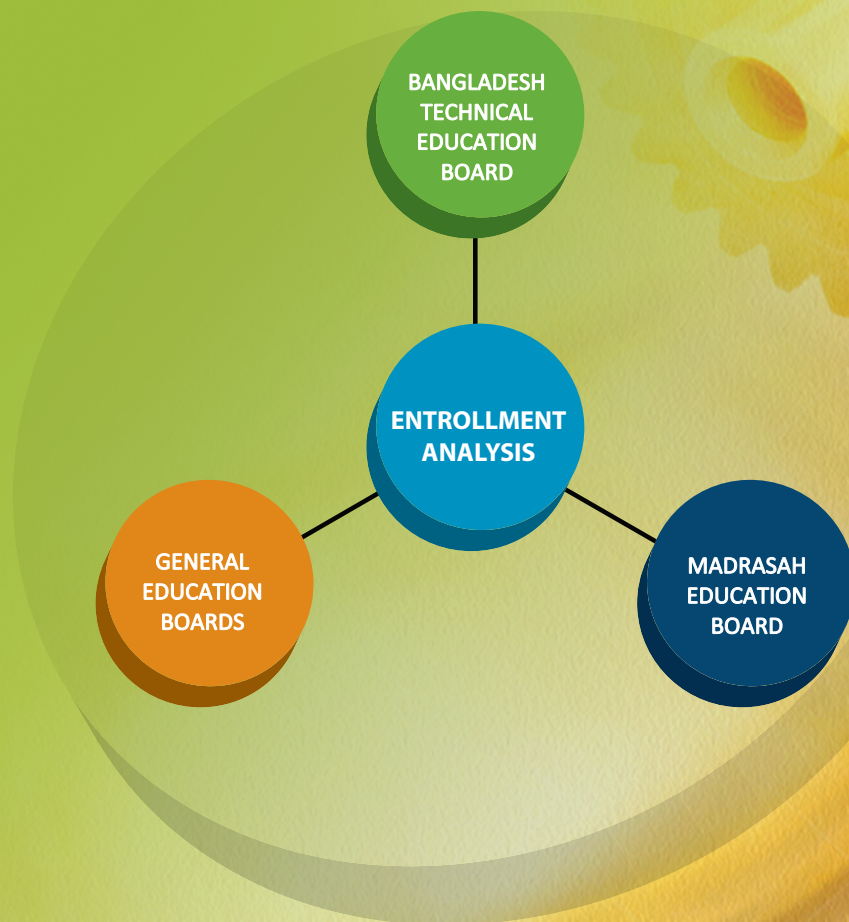 BANGLADESH
TECHNICAL
EDUCATION
BOARD
ENTROLLMENT
ANALYSIS
GENERAL
EDUCATION
BOARDS
MADRASAH
EDUCATION
BOARD